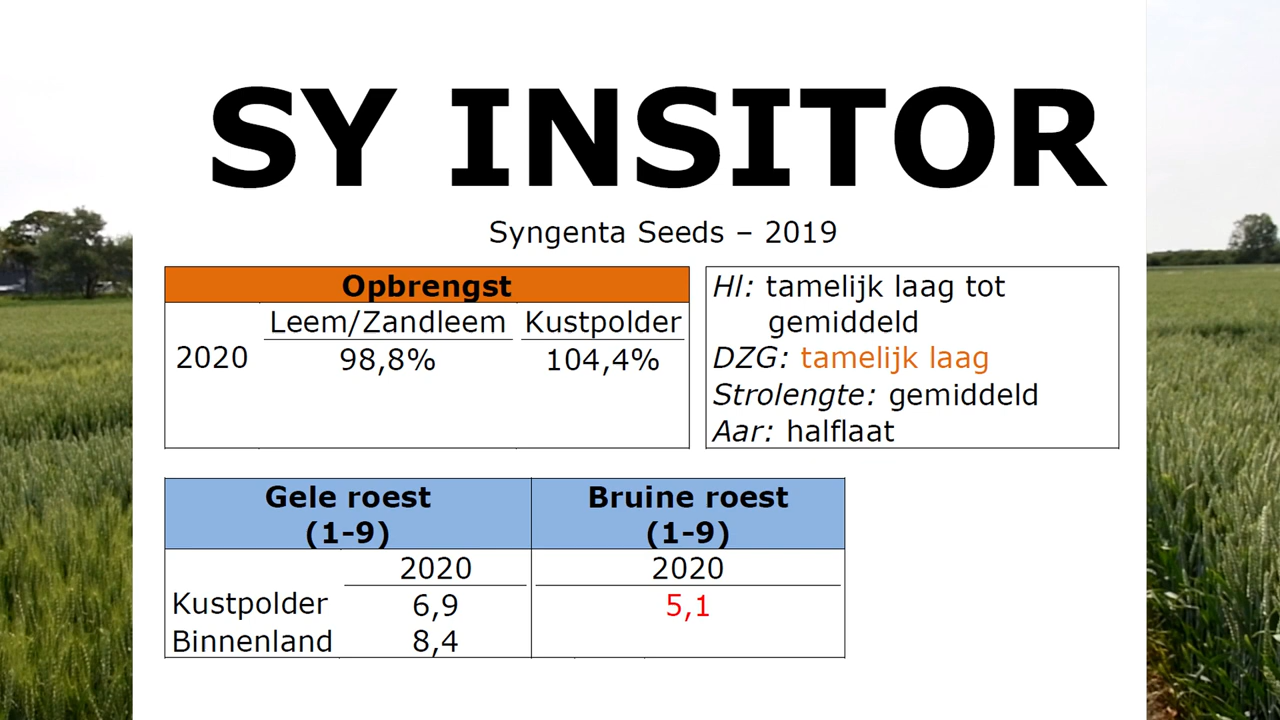 SY INSITOR
Syngenta Seeds – 2019
Opbrengst
Leem/Zandleem Kustpolder
2020 98,8% 104,4%
Hl: tamelijk laag tot
gemiddeld
DZG: tamelijk laag
Strolengte: gemiddeld
Aar: halflaat
Gele roest Bruine roest
(1-9) (1-9)
2020 2020
Kustpolder 6,9 5,1
Binnenland 8,4